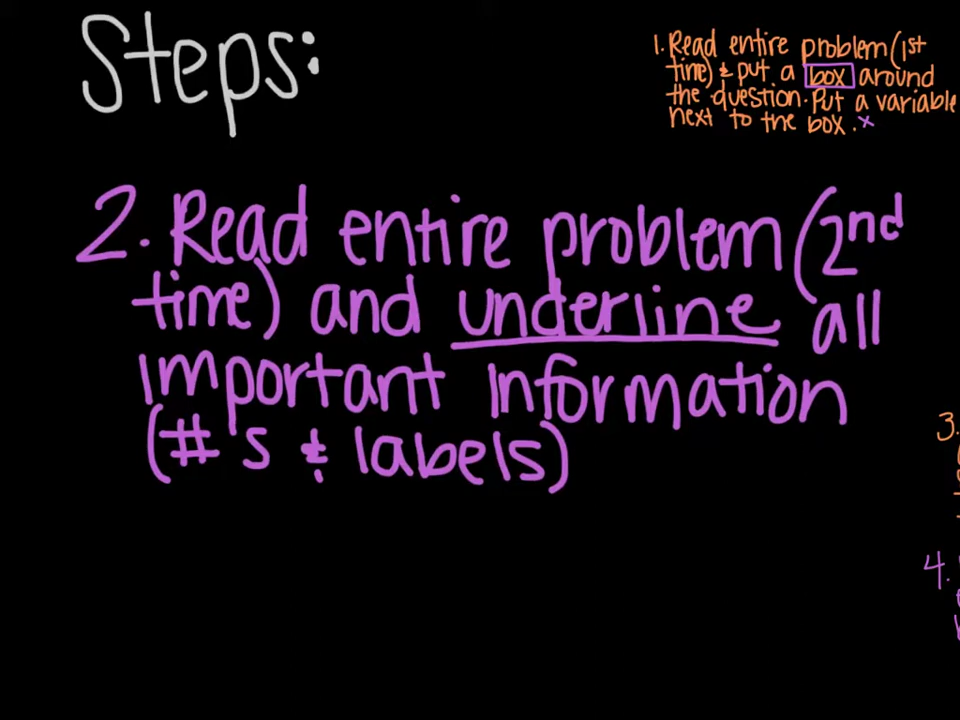 Steps:
1. Read entire problem (1st
time) & put a box around
the question. Put a variable
next to the box. x
2. Read entire problem (2nd
time) and underline all
important information
(#'s & labels)
3.
4.